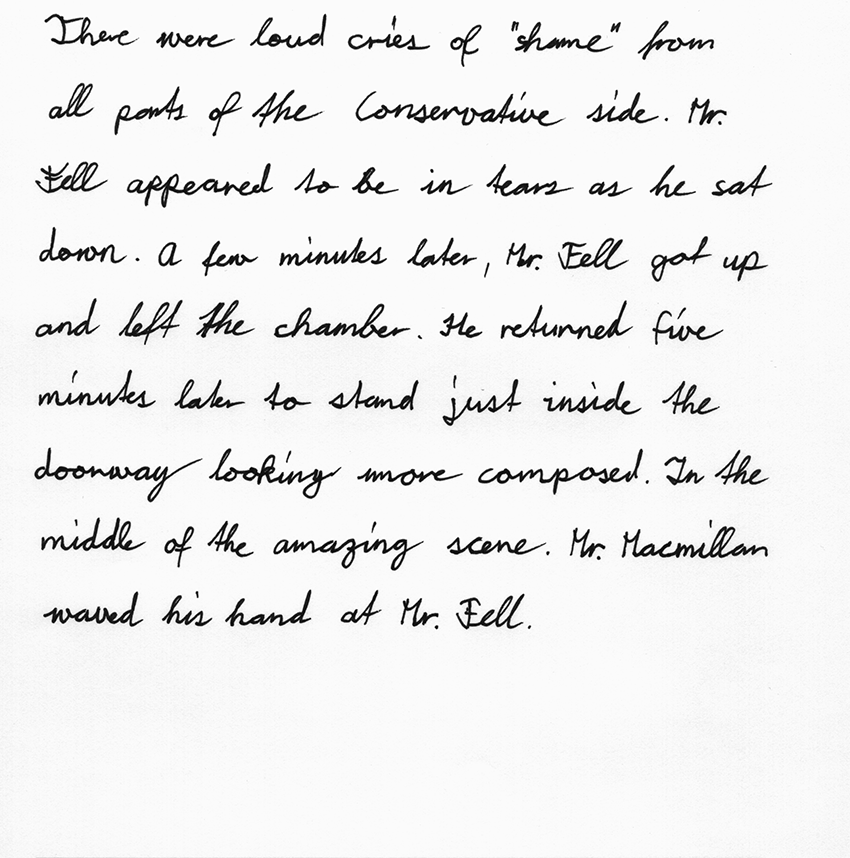 There were loud cries of "shame" from
all parts of the Conservative side. Mr.
Fell appeared to be in tears as he sat
down. A few minutes later, Mr. Fell got up
and left the chamber. He returned five
minutes later to stand just inside the
doorway looking more composed. In the
middle of the amazing scene. Mr. Macmillan
waved his hand at Mr. Fell.